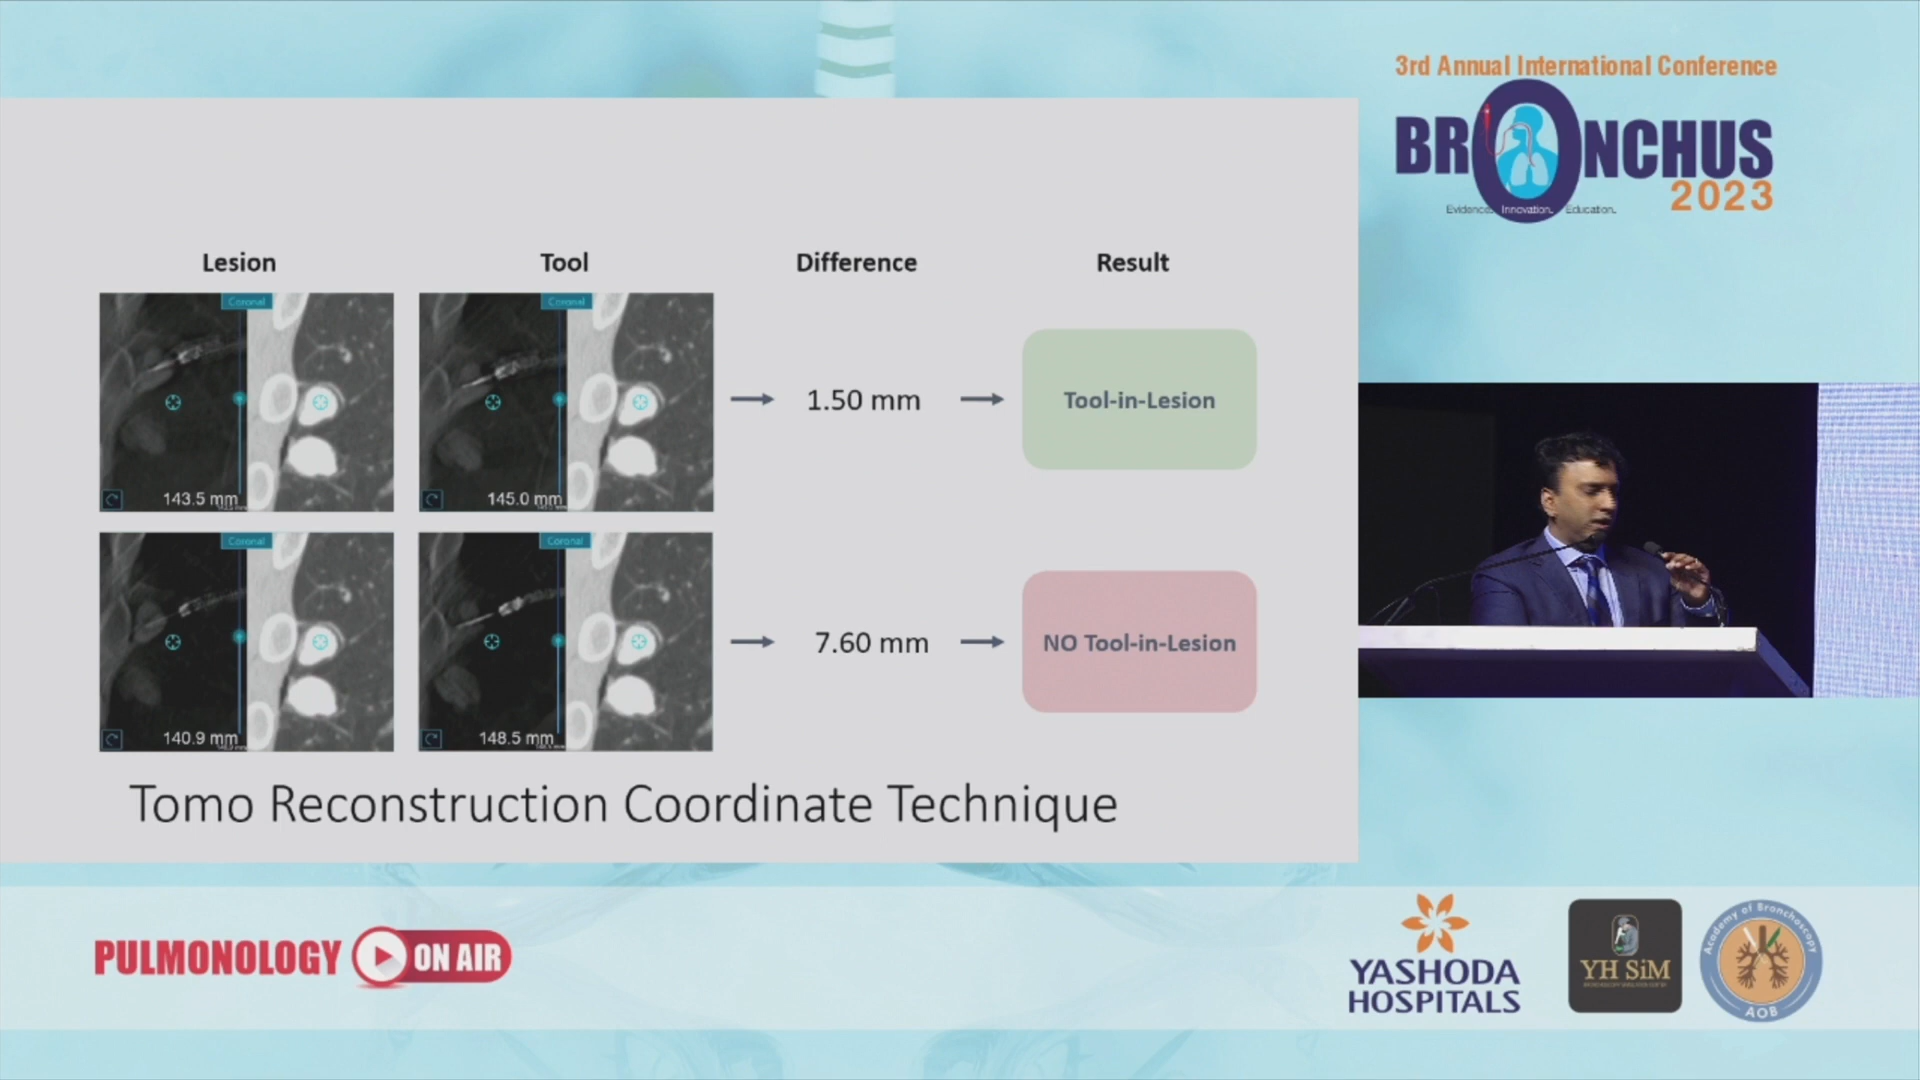 3rd Annual International Conference
BRONCHUS
2023
Evidence. Innovation. Education.
Lesion
Tool
Difference
Result
Coronal
143.5 mm
Coronal
145.0 mm
1.50 mm
Tool-in-Lesion
Coronal
140.9 mm
Coronal
148.5 mm
7.60 mm
NO Tool-in-Lesion
Tomo Reconstruction Coordinate Technique
PULMONOLOGY ON AIR
YASHODA
HOSPITALS
YH SiM
Academy of Bronchoscopy
AOB